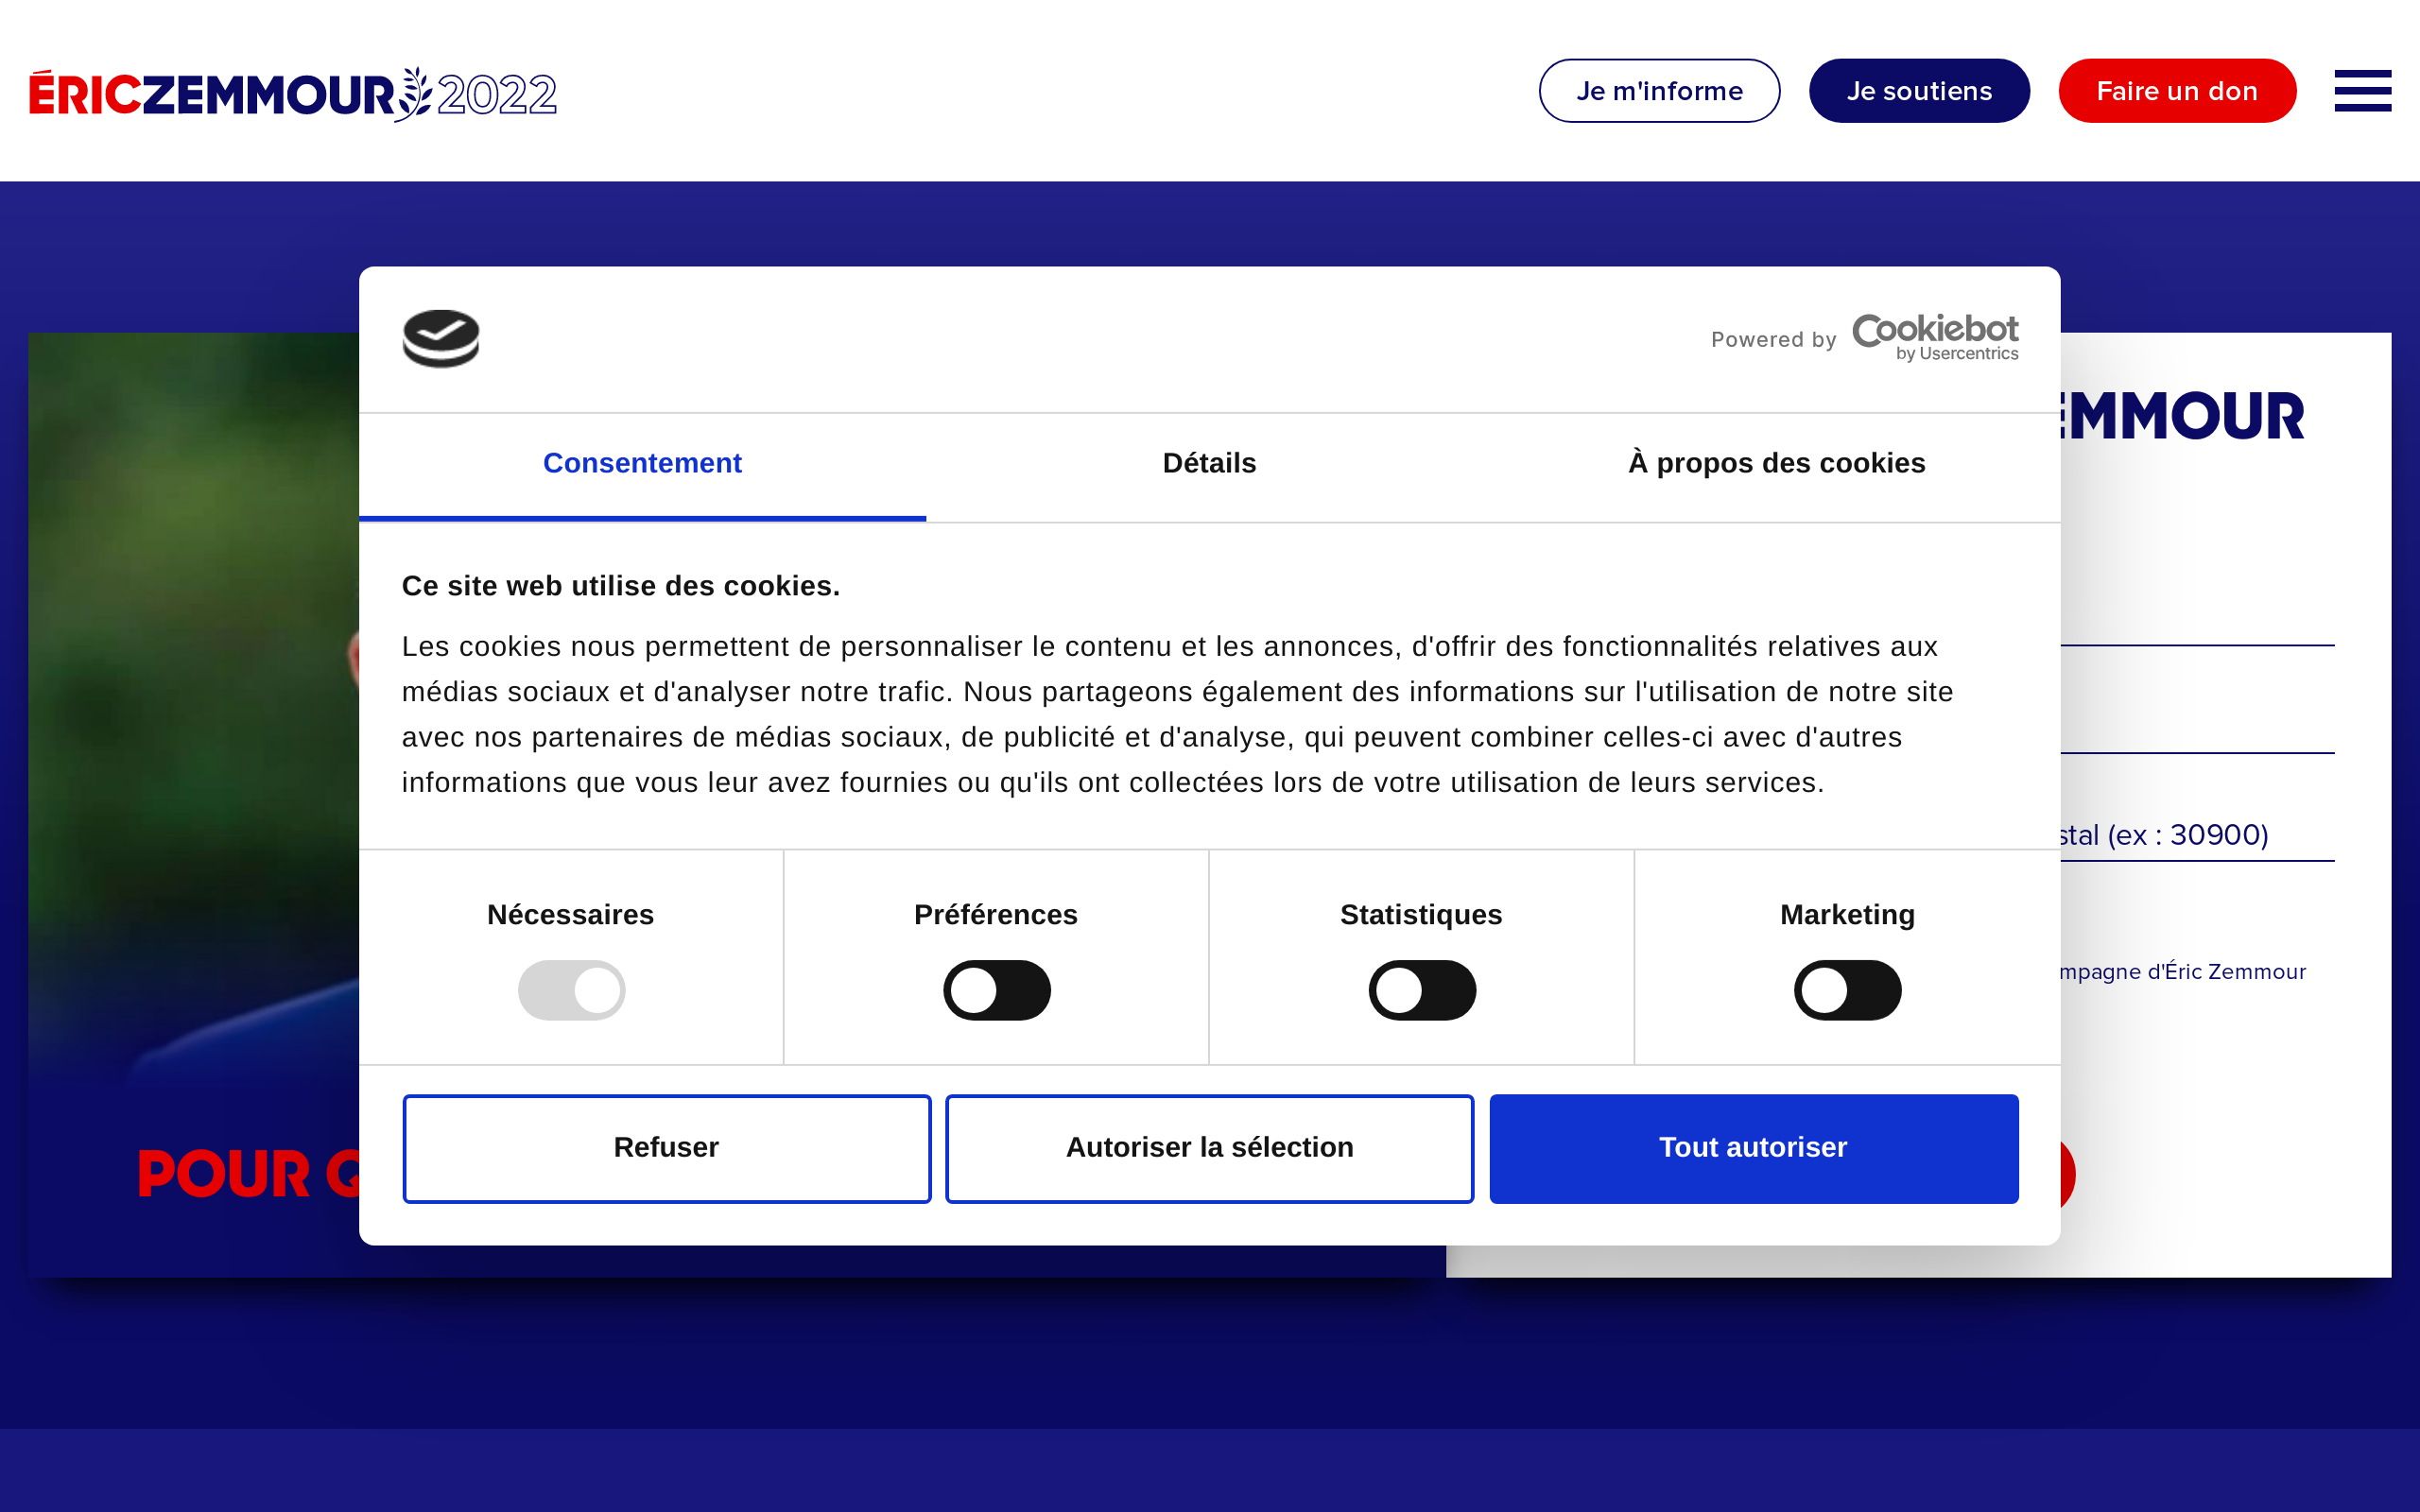 ÉRICZEMMOUR 2022
Je m'informe
Je soutiens
Faire un don
Powered by Cookiebot
by Usercentrics
EMMOUR
Consentement
Détails
À propos des cookies
Ce site web utilise des cookies.
Les cookies nous permettent de personnaliser le contenu et les annonces, d'offrir des fonctionnalités relatives aux
médias sociaux et d'analyser notre trafic. Nous partageons également des informations sur l'utilisation de notre site
avec nos partenaires de médias sociaux, de publicité et d'analyse, qui peuvent combiner celles-ci avec d'autres
informations que vous leur avez fournies ou qu'ils ont collectées lors de votre utilisation de leurs services.
stal (ex : 30900)
Nécessaires
Préférences
Statistiques
Marketing
mpagne d'Éric Zemmour
Refuser
Autoriser la sélection
Tout autoriser
POUR Q